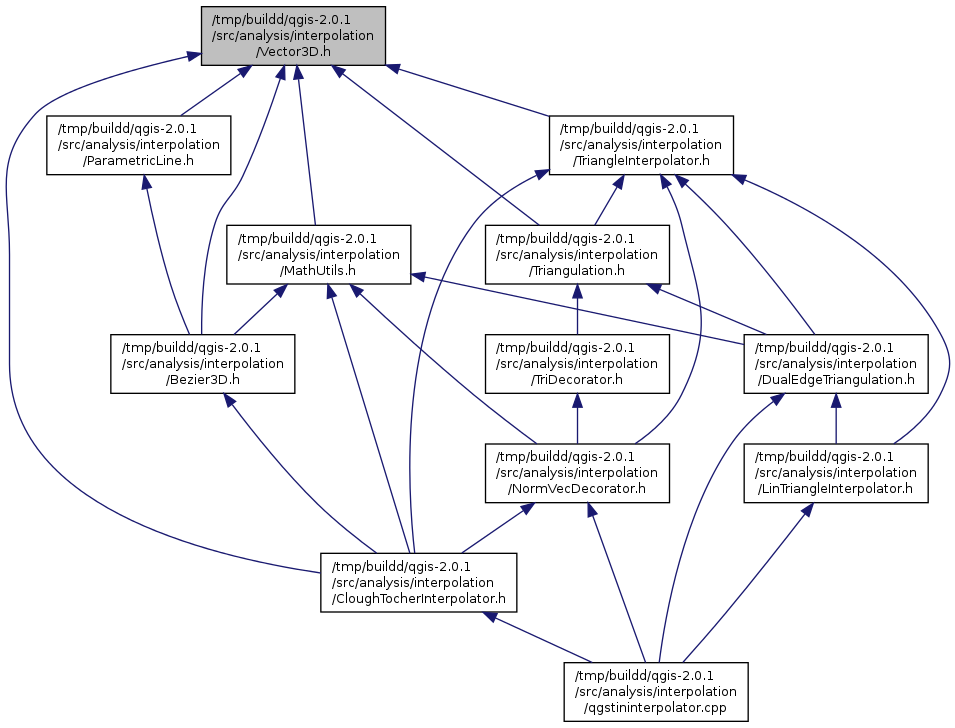 /tmp/buildd/qgis-2.0.1
/src/analysis/interpolation
/Vector3D.h
/tmp/buildd/qgis-2.0.1
/src/analysis/interpolation
/ParametricLine.h
/tmp/buildd/qgis-2.0.1
/src/analysis/interpolation
/TriangleInterpolator.h
/tmp/buildd/qgis-2.0.1
/src/analysis/interpolation
/MathUtils.h
/tmp/buildd/qgis-2.0.1
/src/analysis/interpolation
/Triangulation.h
/tmp/buildd/qgis-2.0.1
/src/analysis/interpolation
/Bezier3D.h
/tmp/buildd/qgis-2.0.1
/src/analysis/interpolation
/TriDecorator.h
/tmp/buildd/qgis-2.0.1
/src/analysis/interpolation
/DualEdgeTriangulation.h
/tmp/buildd/qgis-2.0.1
/src/analysis/interpolation
/NormVecDecorator.h
/tmp/buildd/qgis-2.0.1
/src/analysis/interpolation
/LinTriangleInterpolator.h
/tmp/buildd/qgis-2.0.1
/src/analysis/interpolation
/CloughTocherInterpolator.h
/tmp/buildd/qgis-2.0.1
/src/analysis/interpolation
/qgstininterpolator.cpp